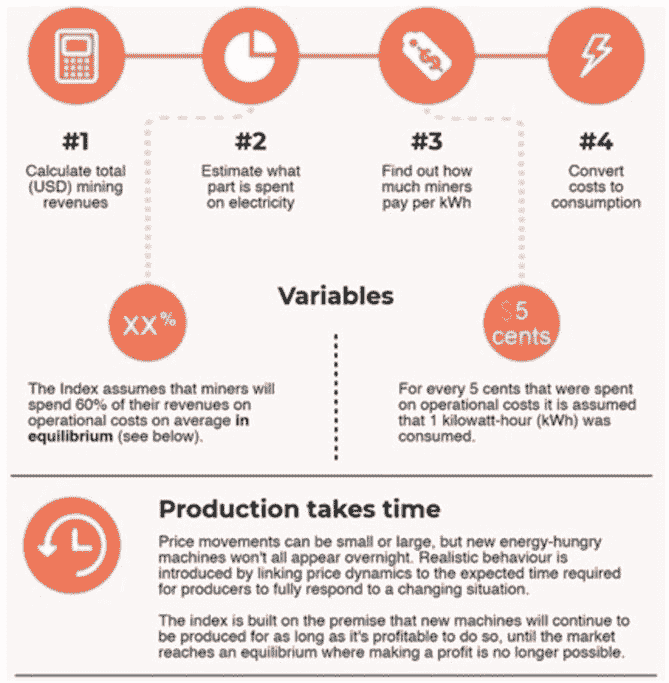 #1
Calculate total
(USD) mining
revenues
#2
Estimate what
part is spent
on electricity
#3
Find out how
much miners
pay per kWh
#4
Convert
costs to
consumption
Variables
XX%
The Index assumes that miners will
spend 60% of their revenues on
operational costs on average in
equilibrium (see below).
$5
cents
For every 5 cents that were spent
on operational costs it is assumed
that 1 kilowatt-hour (kWh) was
consumed.
Production takes time
Price movements can be small or large, but new energy-hungry
machines won't all appear overnight. Realistic behaviour is
introduced by linking price dynamics to the expected time required
for producers to fully respond to a changing situation.
The index is built on the premise that new machines will continue to
be produced for as long as it's profitable to do so, until the market
reaches an equilibrium where making a profit is no longer possible.